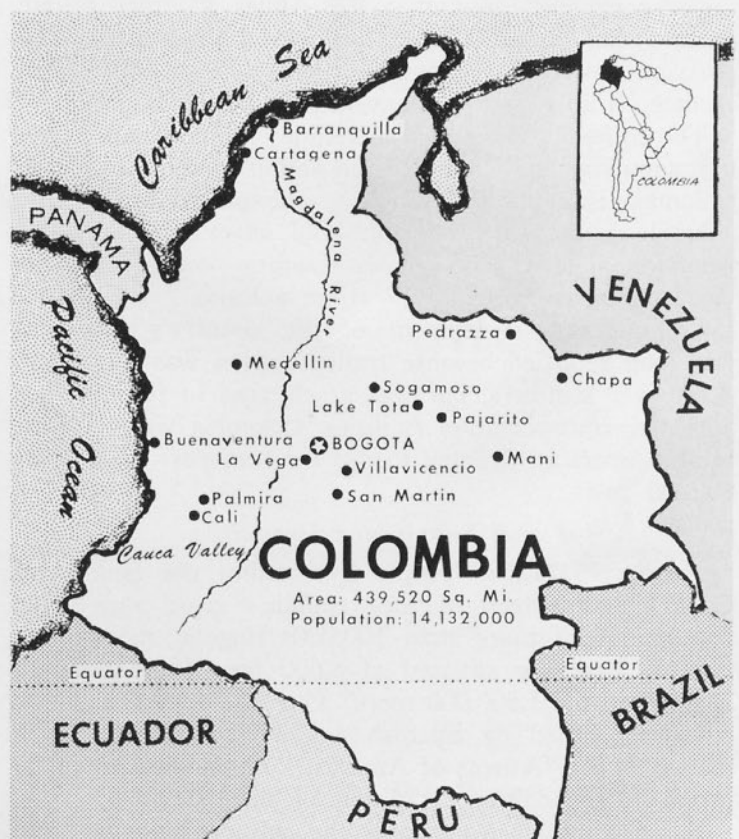 Caribbean Sea
Barranquilla
Cartagena
Magdalena River
COLOMBIA
PANAMA
VENEZUELA
Pacific Ocean
Pedrazza
Medellin
Chapa
Sogamoso
Lake Tota
Pajarito
Buenaventura
BOGOTA
La Vega
Villavicencio
Mani
Palmira
San Martin
Cali
Cauca Valley
COLOMBIA
Area: 439,520 Sq. Mi.
Population: 14,132,000
Equator
Equator
ECUADOR
BRAZIL
PERU